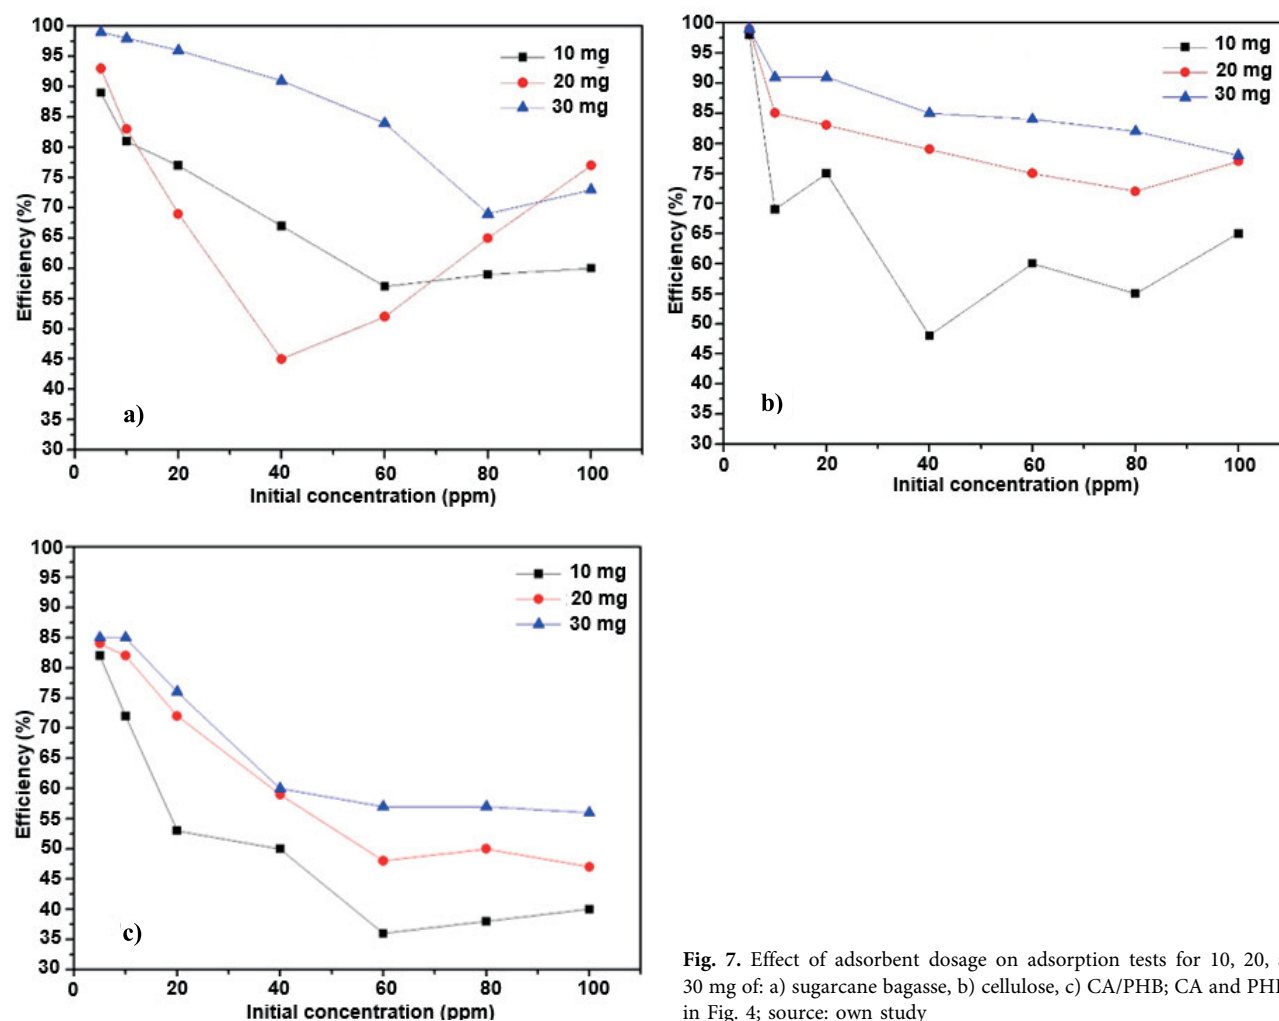 100
95
90
85
80
75
70
65
60
55
50
45
40
35
30
Efficiency (%)
10 mg
20 mg
30 mg
a)
0 20 40 60 80 100
Initial concentration (ppm)
100
95
90
85
80
75
70
65
60
55
50
45
40
35
30
Efficiency (%)
10 mg
20 mg
30 mg
b)
0 20 40 60 80 100
Initial concentration (ppm)
100
95
90
85
80
75
70
65
60
55
50
45
40
35
30
Efficiency (%)
10 mg
20 mg
30 mg
c)
0 20 40 60 80 100
Initial concentration (ppm)
Fig. 7. Effect of adsorbent dosage on adsorption tests for 10, 20,
30 mg of: a) sugarcane bagasse, b) cellulose, c) CA/PHB; CA and
in Fig. 4; source: own study